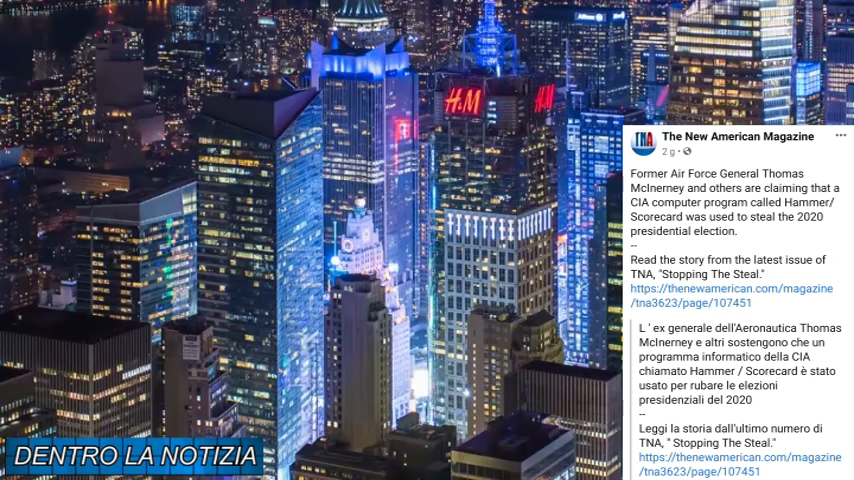 Allianz
H&M
H&M
TNA
The New American Magazine
2 g
Former Air Force General Thomas
McInerney and others are claiming that a
CIA computer program called Hammer/
Scorecard was used to steal the 2020
presidential election.
--
Read the story from the latest issue of
TNA, "Stopping The Steal."
https://thenewamerican.com/magazine
/tna3623/page/107451
L ' ex generale dell'Aeronautica Thomas
McInerney e altri sostengono che un
programma informatico della CIA
chiamato Hammer / Scorecard è stato
usato per rubare le elezioni
presidenziali del 2020
--
Leggi la storia dall'ultimo numero di
TNA, " Stopping The Steal."
https://thenewamerican.com/magazine
/tna3623/page/107451
DENTRO LA NOTIZIA